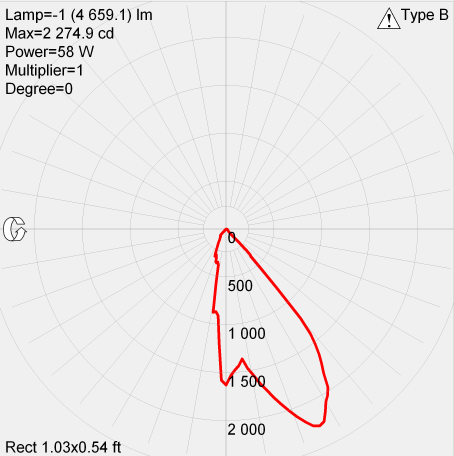 Lamp=-1 (4 659.1) lm
Type B
Max=2 274.9 cd
Power=58 W
Multiplier=1
Degree=0
0
500
1 000
1 500
2 000
Rect 1.03x0.54 ft